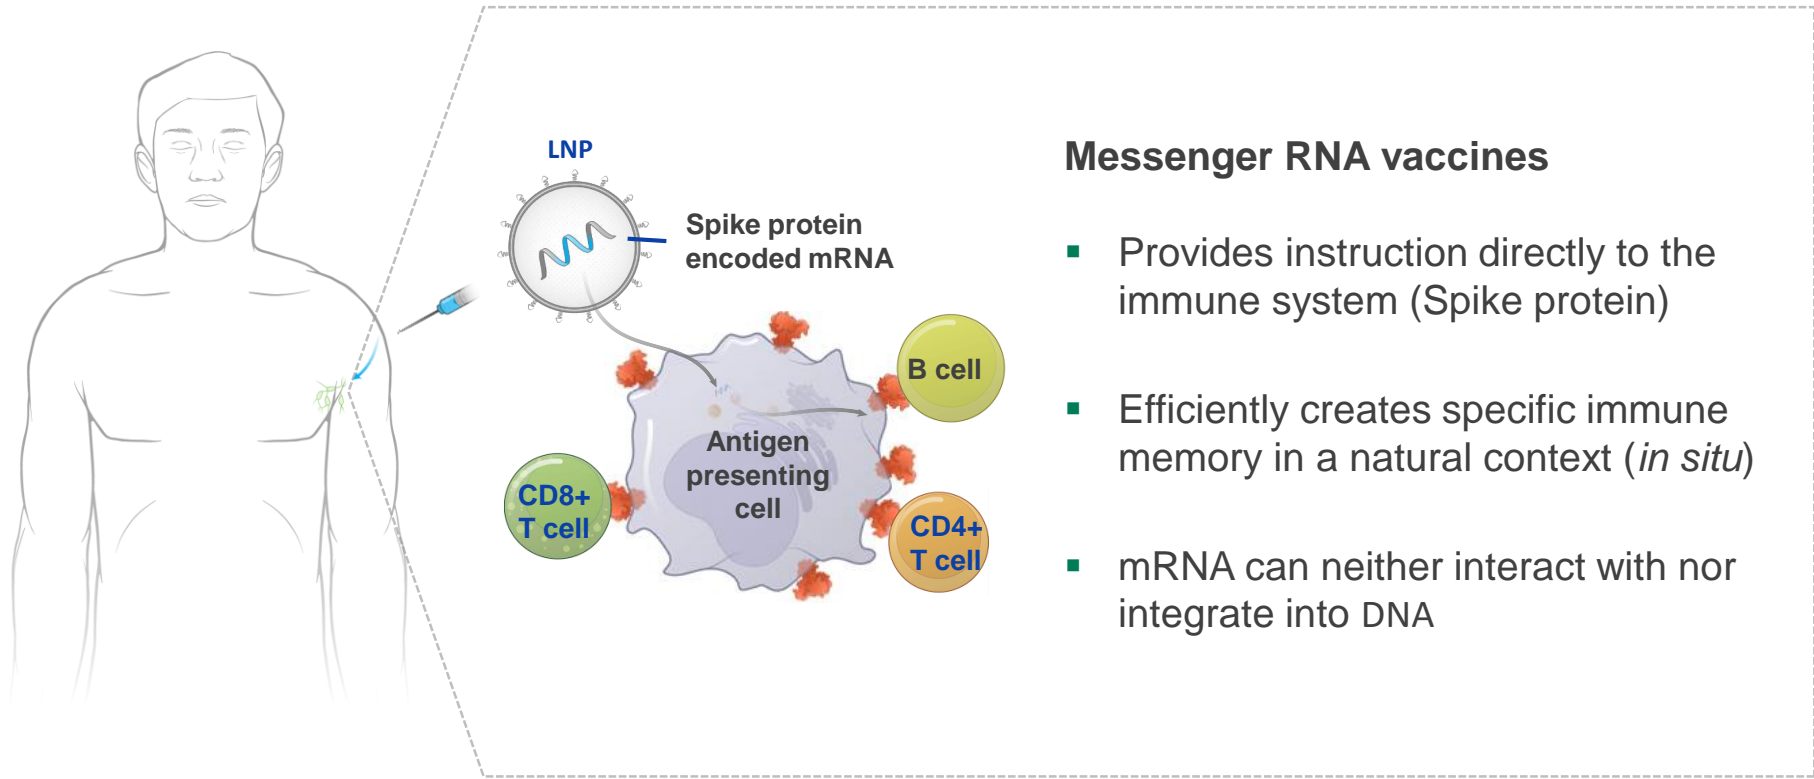 LNP
Spike protein
encoded mRNA
B cell
Antigen
presenting
cell
CD8+
T cell
CD4+
T cell
Messenger RNA vaccines
▪ Provides instruction directly to the
immune system (Spike protein)
▪ Efficiently creates specific immune
memory in a natural context (in situ)
▪ mRNA can neither interact with nor
integrate into DNA